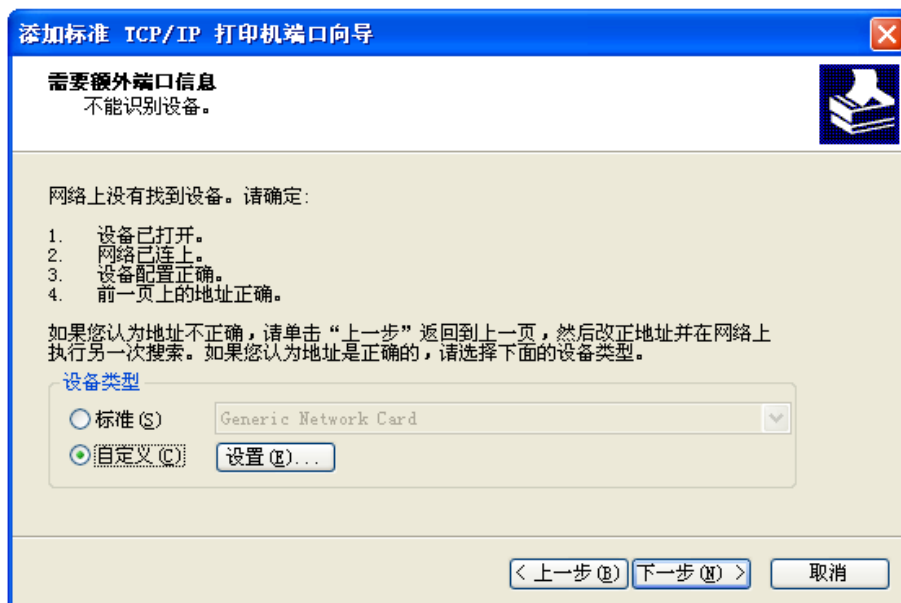 添加标准 TCP/IP 打印机端口向导
需要额外端口信息
不能识别设备。
网络上没有找到设备。请确定:
1. 设备已打开。
2. 网络已连上。
3. 设备配置正确。
4. 前一页上的地址正确。
如果您认为地址不正确,请单击“上一步”返回到上一页,然后改正地址并在网络上
执行另一次搜索。如果您认为地址是正确的,请选择下面的设备类型。
设备类型
标准(S) Generic Network Card
自定义(C) 设置(E)...
< 上一步(B) 下一步(N) > 取消